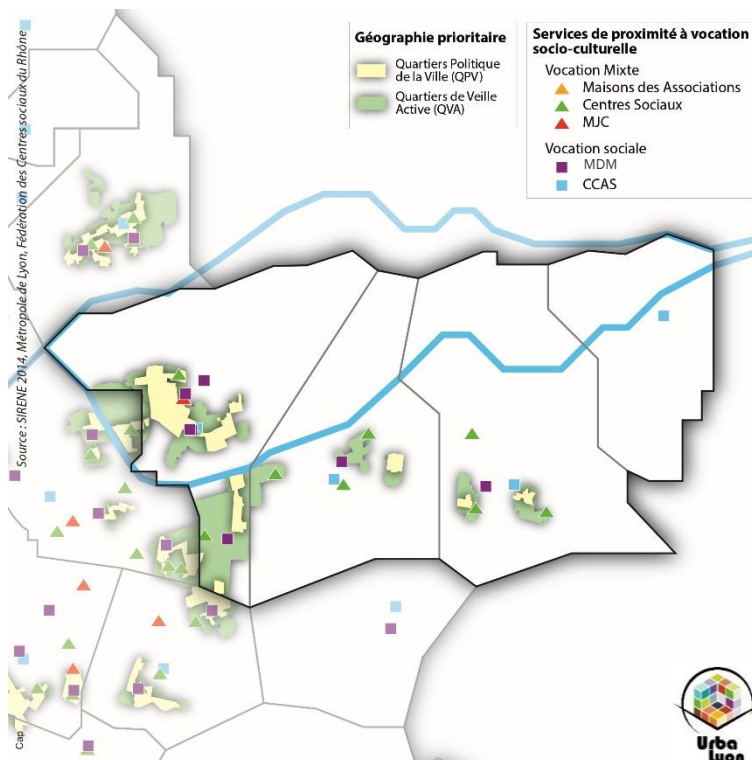 Géographie prioritaire
Quartiers Politique
de la Ville (QPV)
Quartiers de Veille
Active (QVA)
Services de proximité à vocation
socio-culturelle
Vocation Mixte
Maisons des Associations
Centres Sociaux
MJC
Vocation sociale
MDM
CCAS
Source : SIRENE 2014, Métropole de Lyon, Fédération des Centres sociaux du Rhône
Cap
Urba
Lyon